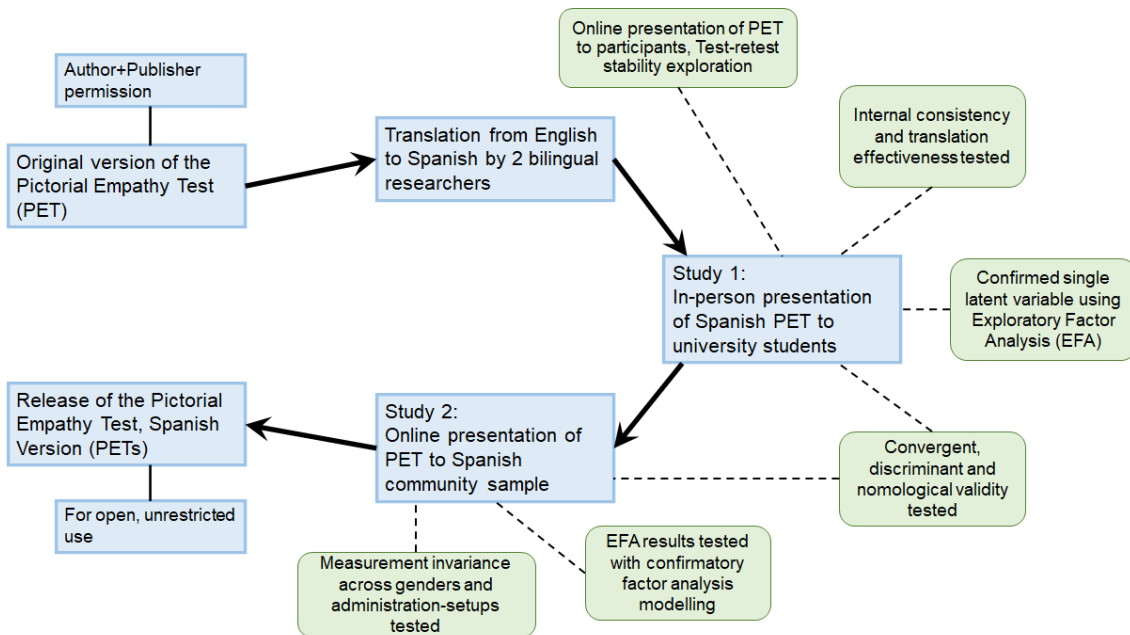 Online presentation of PET
to participants, Test-retest
stability exploration
Author+Publisher
permission
Internal consistency
and translation
effectiveness tested
Original version of the
Pictorial Empathy Test
(PET)
Translation from English
to Spanish by 2 bilingual
researchers
Study 1:
In-person presentation
of Spanish PET to
university students
Confirmed single
latent variable using
Exploratory Factor
Analysis (EFA)
Release of the Pictorial
Empathy Test, Spanish
Version (PETs)
Study 2:
Online presentation of
PET to Spanish
community sample
Convergent,
discriminant and
nomological validity
tested
For open, unrestricted
use
Measurement invariance
across genders and
administration-setups
tested
EFA results tested
with confirmatory
factor analysis
modelling